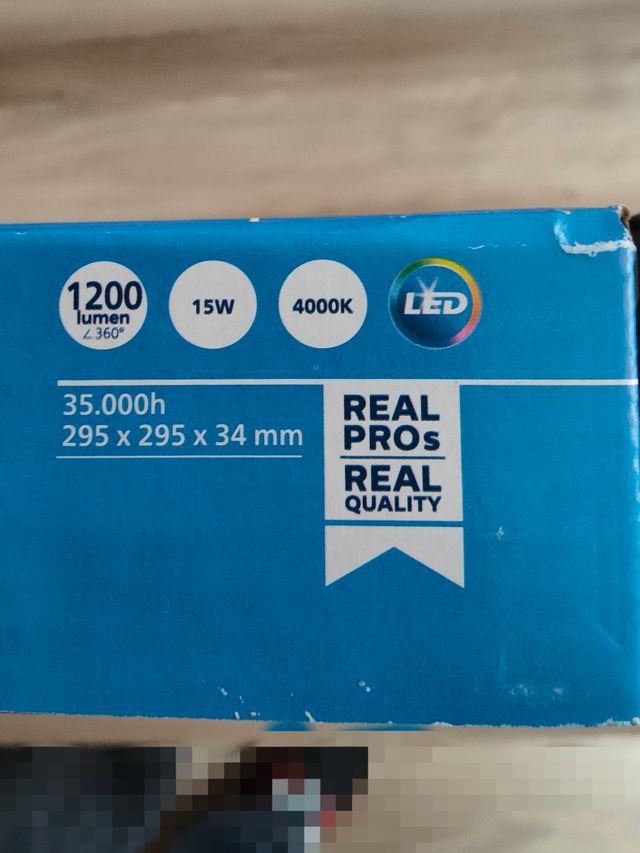 1200
lumen
∠360°
15W
4000K
LED
35.000h
295 x 295 x 34 mm
REAL
PROs
REAL
QUALITY